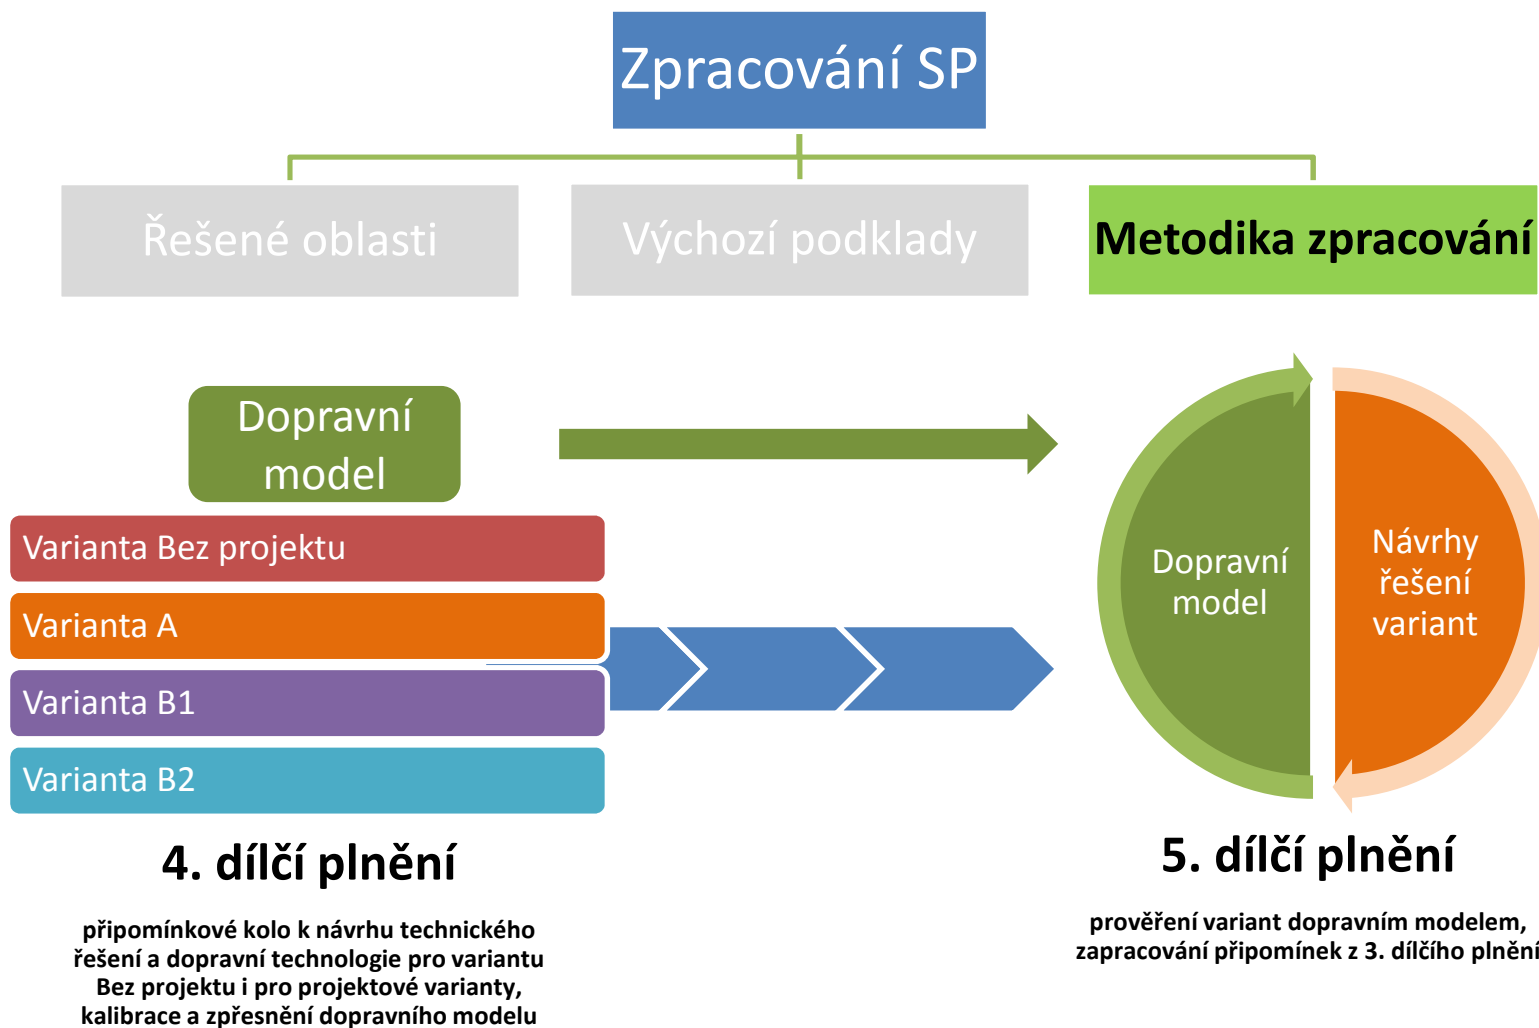 Zpracování SP
Řešené oblasti
Výchozí podklady
Metodika zpracování
Dopravní
model
Varianta Bez projektu
Varianta A
Varianta B1
Varianta B2
Dopravní
model
Návrhy
řešení
variant
4. dílčí plnění
připomínkové kolo k návrhu technického
řešení a dopravní technologie pro variantu
Bez projektu i pro projektové varianty,
kalibrace a zpřesnění dopravního modelu
5. dílčí plnění
prověření variant dopravním modelem,
zapracování připomínek z 3. dílčího plnění